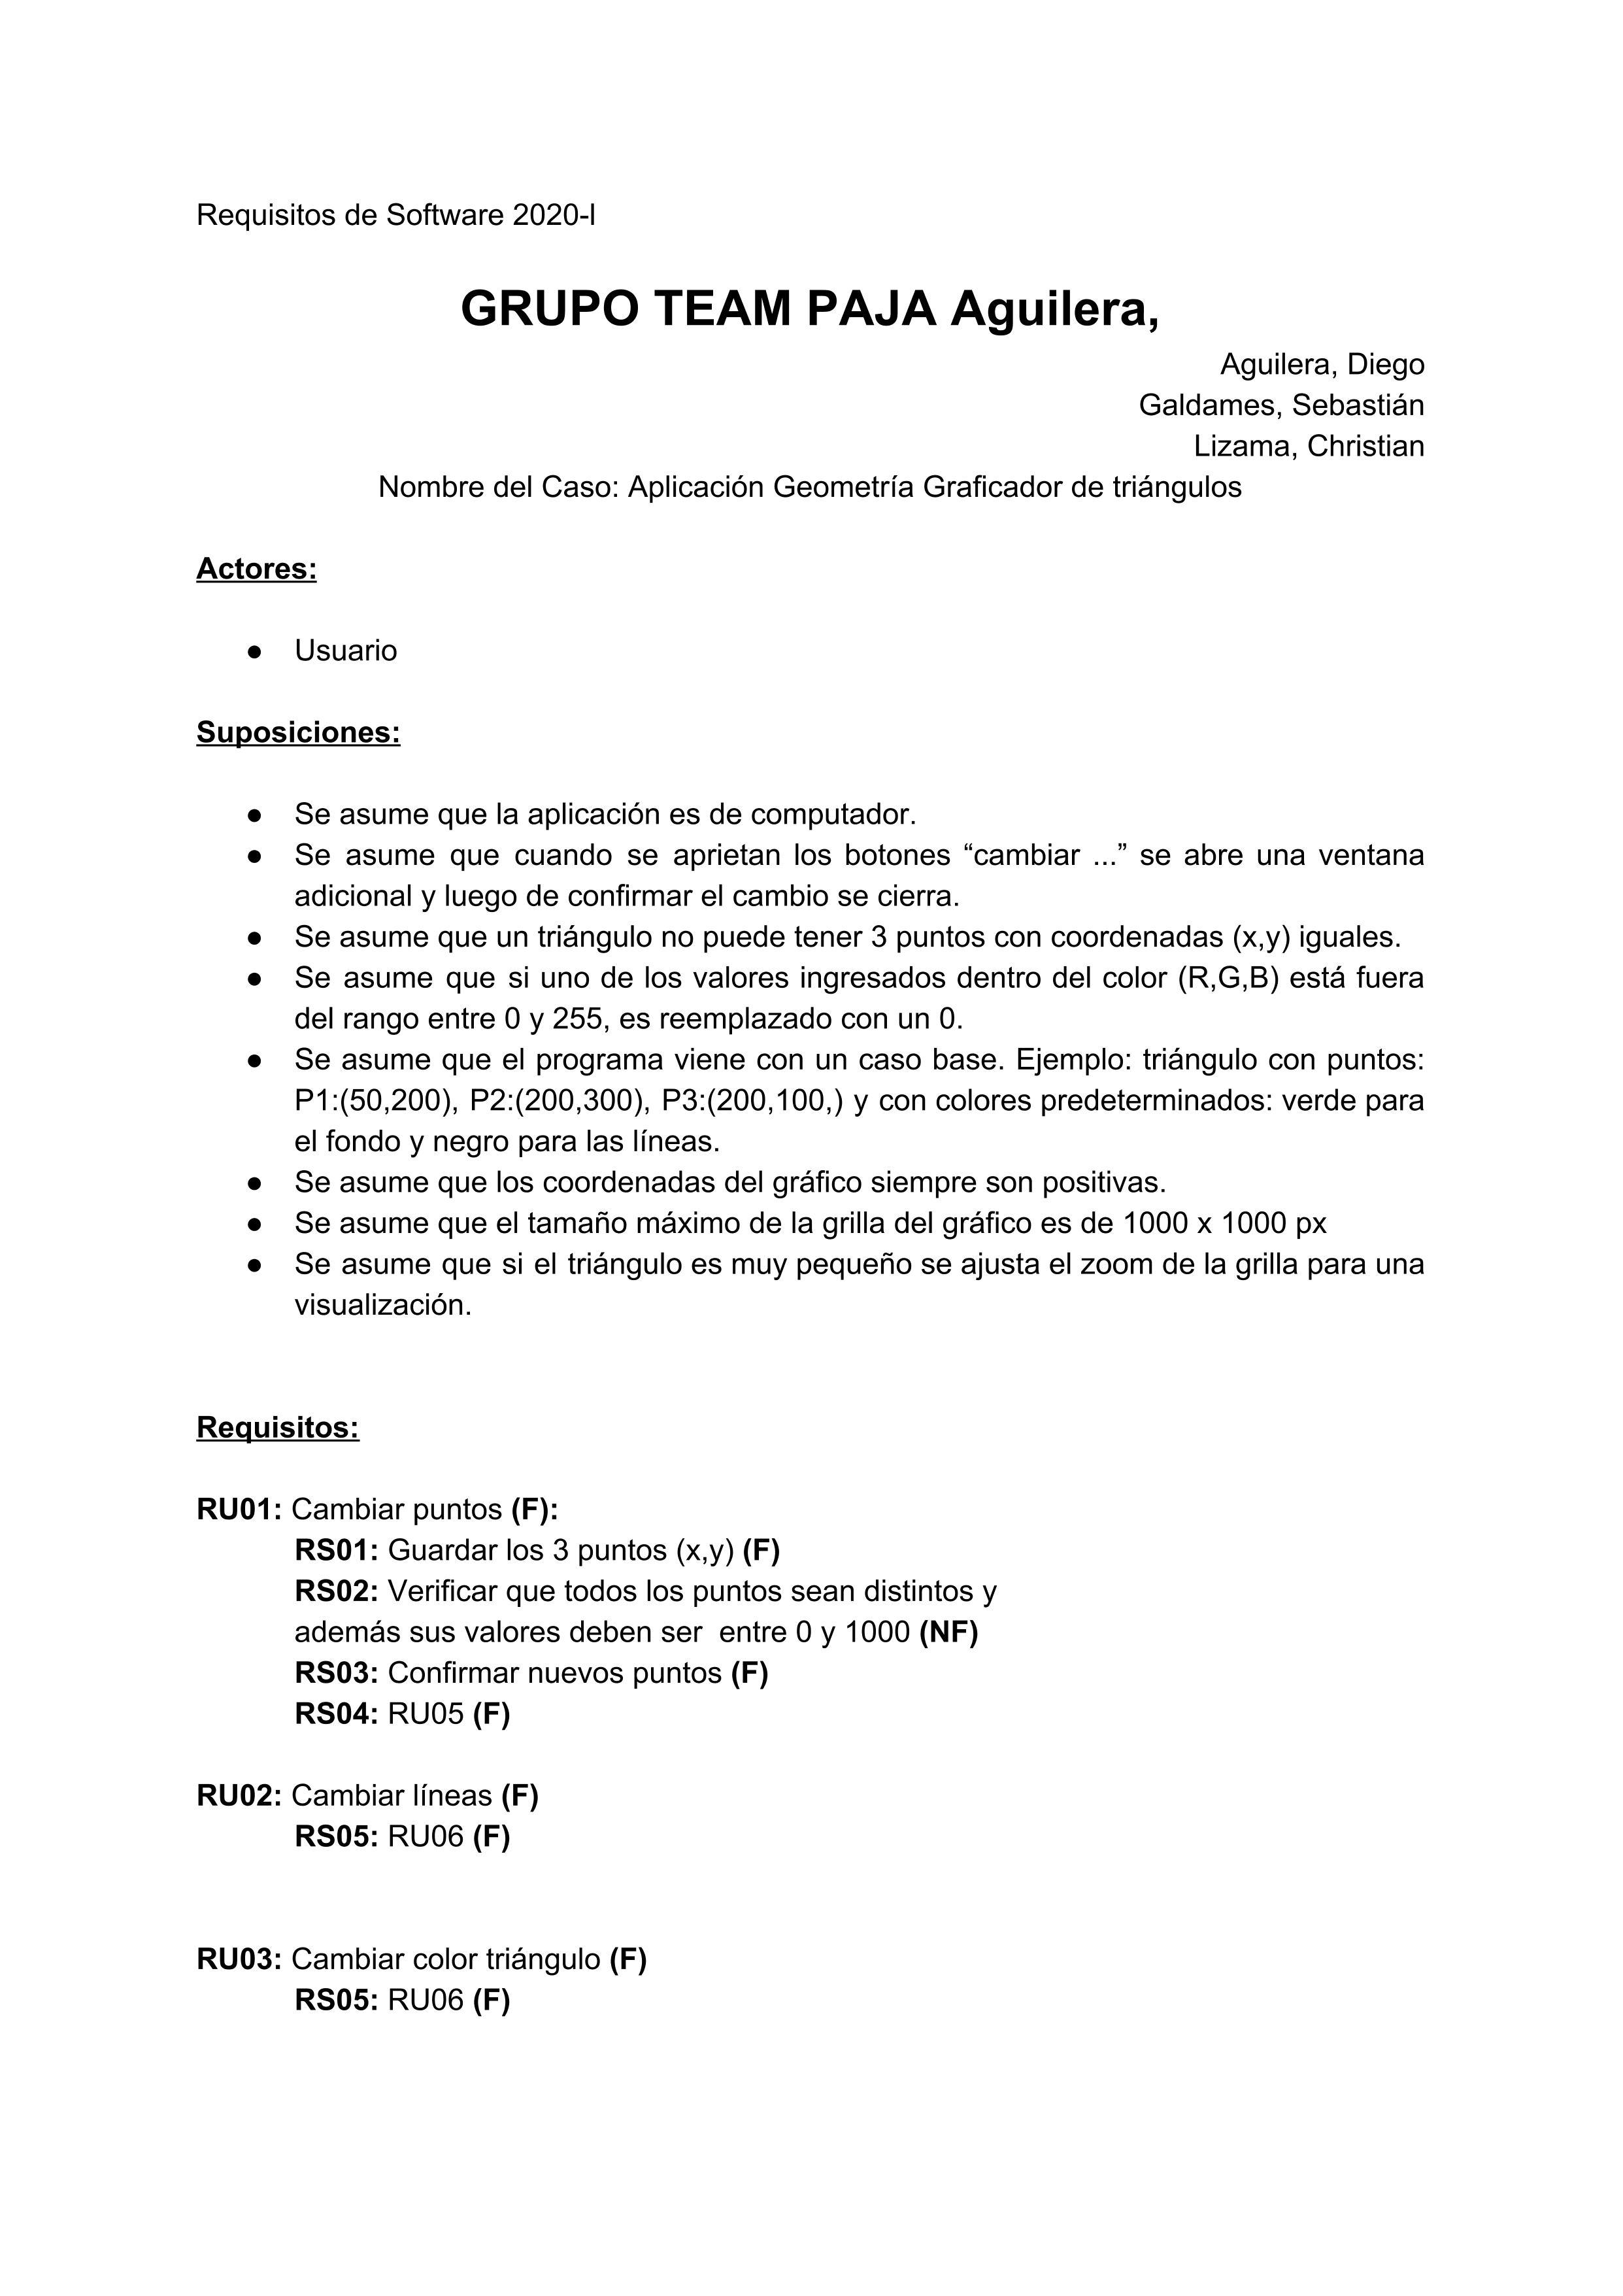 Requisitos de Software 2020-I
GRUPO TEAM PAJA Aguilera,
Aguilera, Diego
Galdames, Sebastián
Lizama, Christian
Nombre del Caso: Aplicación Geometría Graficador de triángulos
Actores:
● Usuario
Suposiciones:
● Se asume que la aplicación es de computador.
● Se asume que cuando se aprietan los botones “cambiar ...” se abre una ventana
adicional y luego de confirmar el cambio se cierra.
● Se asume que un triángulo no puede tener 3 puntos con coordenadas (x,y) iguales.
● Se asume que si uno de los valores ingresados dentro del color (R,G,B) está fuera
del rango entre 0 y 255, es reemplazado con un 0.
● Se asume que el programa viene con un caso base. Ejemplo: triángulo con puntos:
P1:(50,200), P2:(200,300), P3:(200,100,) y con colores predeterminados: verde para
el fondo y negro para las líneas.
● Se asume que los coordenadas del gráfico siempre son positivas.
● Se asume que el tamaño máximo de la grilla del gráfico es de 1000 x 1000 px
● Se asume que si el triángulo es muy pequeño se ajusta el zoom de la grilla para una
visualización.
Requisitos:
RU01: Cambiar puntos (F):
RS01: Guardar los 3 puntos (x,y) (F)
RS02: Verificar que todos los puntos sean distintos y
además sus valores deben ser  entre 0 y 1000 (NF)
RS03: Confirmar nuevos puntos (F)
RS04: RU05 (F)
RU02: Cambiar líneas (F)
RS05: RU06 (F)
RU03: Cambiar color triángulo (F)
RS05: RU06 (F)